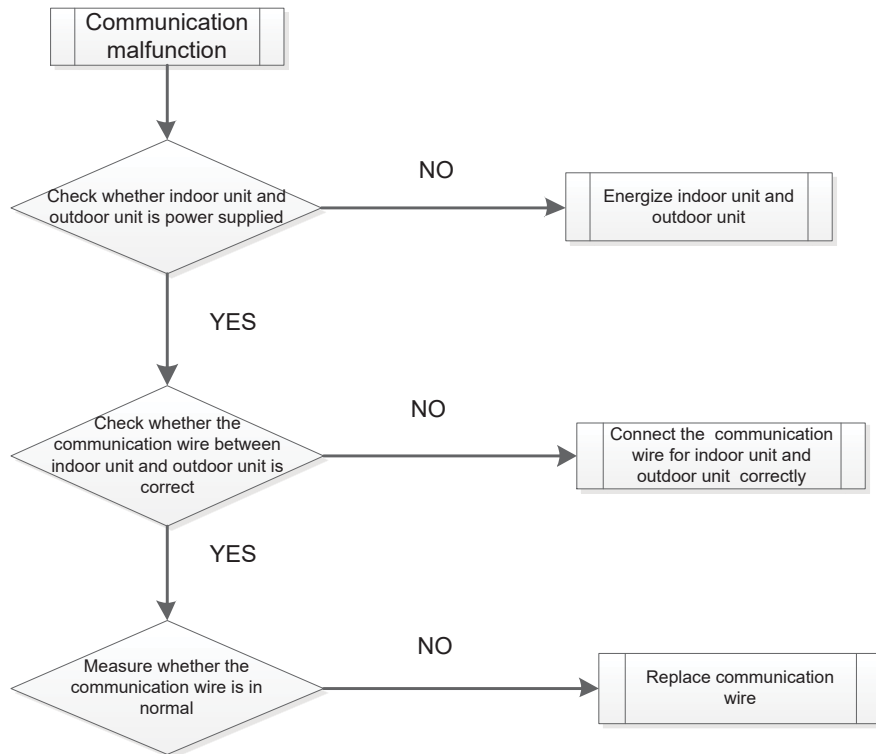 Communication
malfunction
NO
Check whether indoor unit and
outdoor unit is power supplied
Energize indoor unit and
outdoor unit
YES
NO
Check whether the
communication wire between
indoor unit and outdoor unit is
correct
Connect the communication
wire for indoor unit and
outdoor unit correctly
YES
NO
Measure whether the
communication wire is in
normal
Replace communication
wire